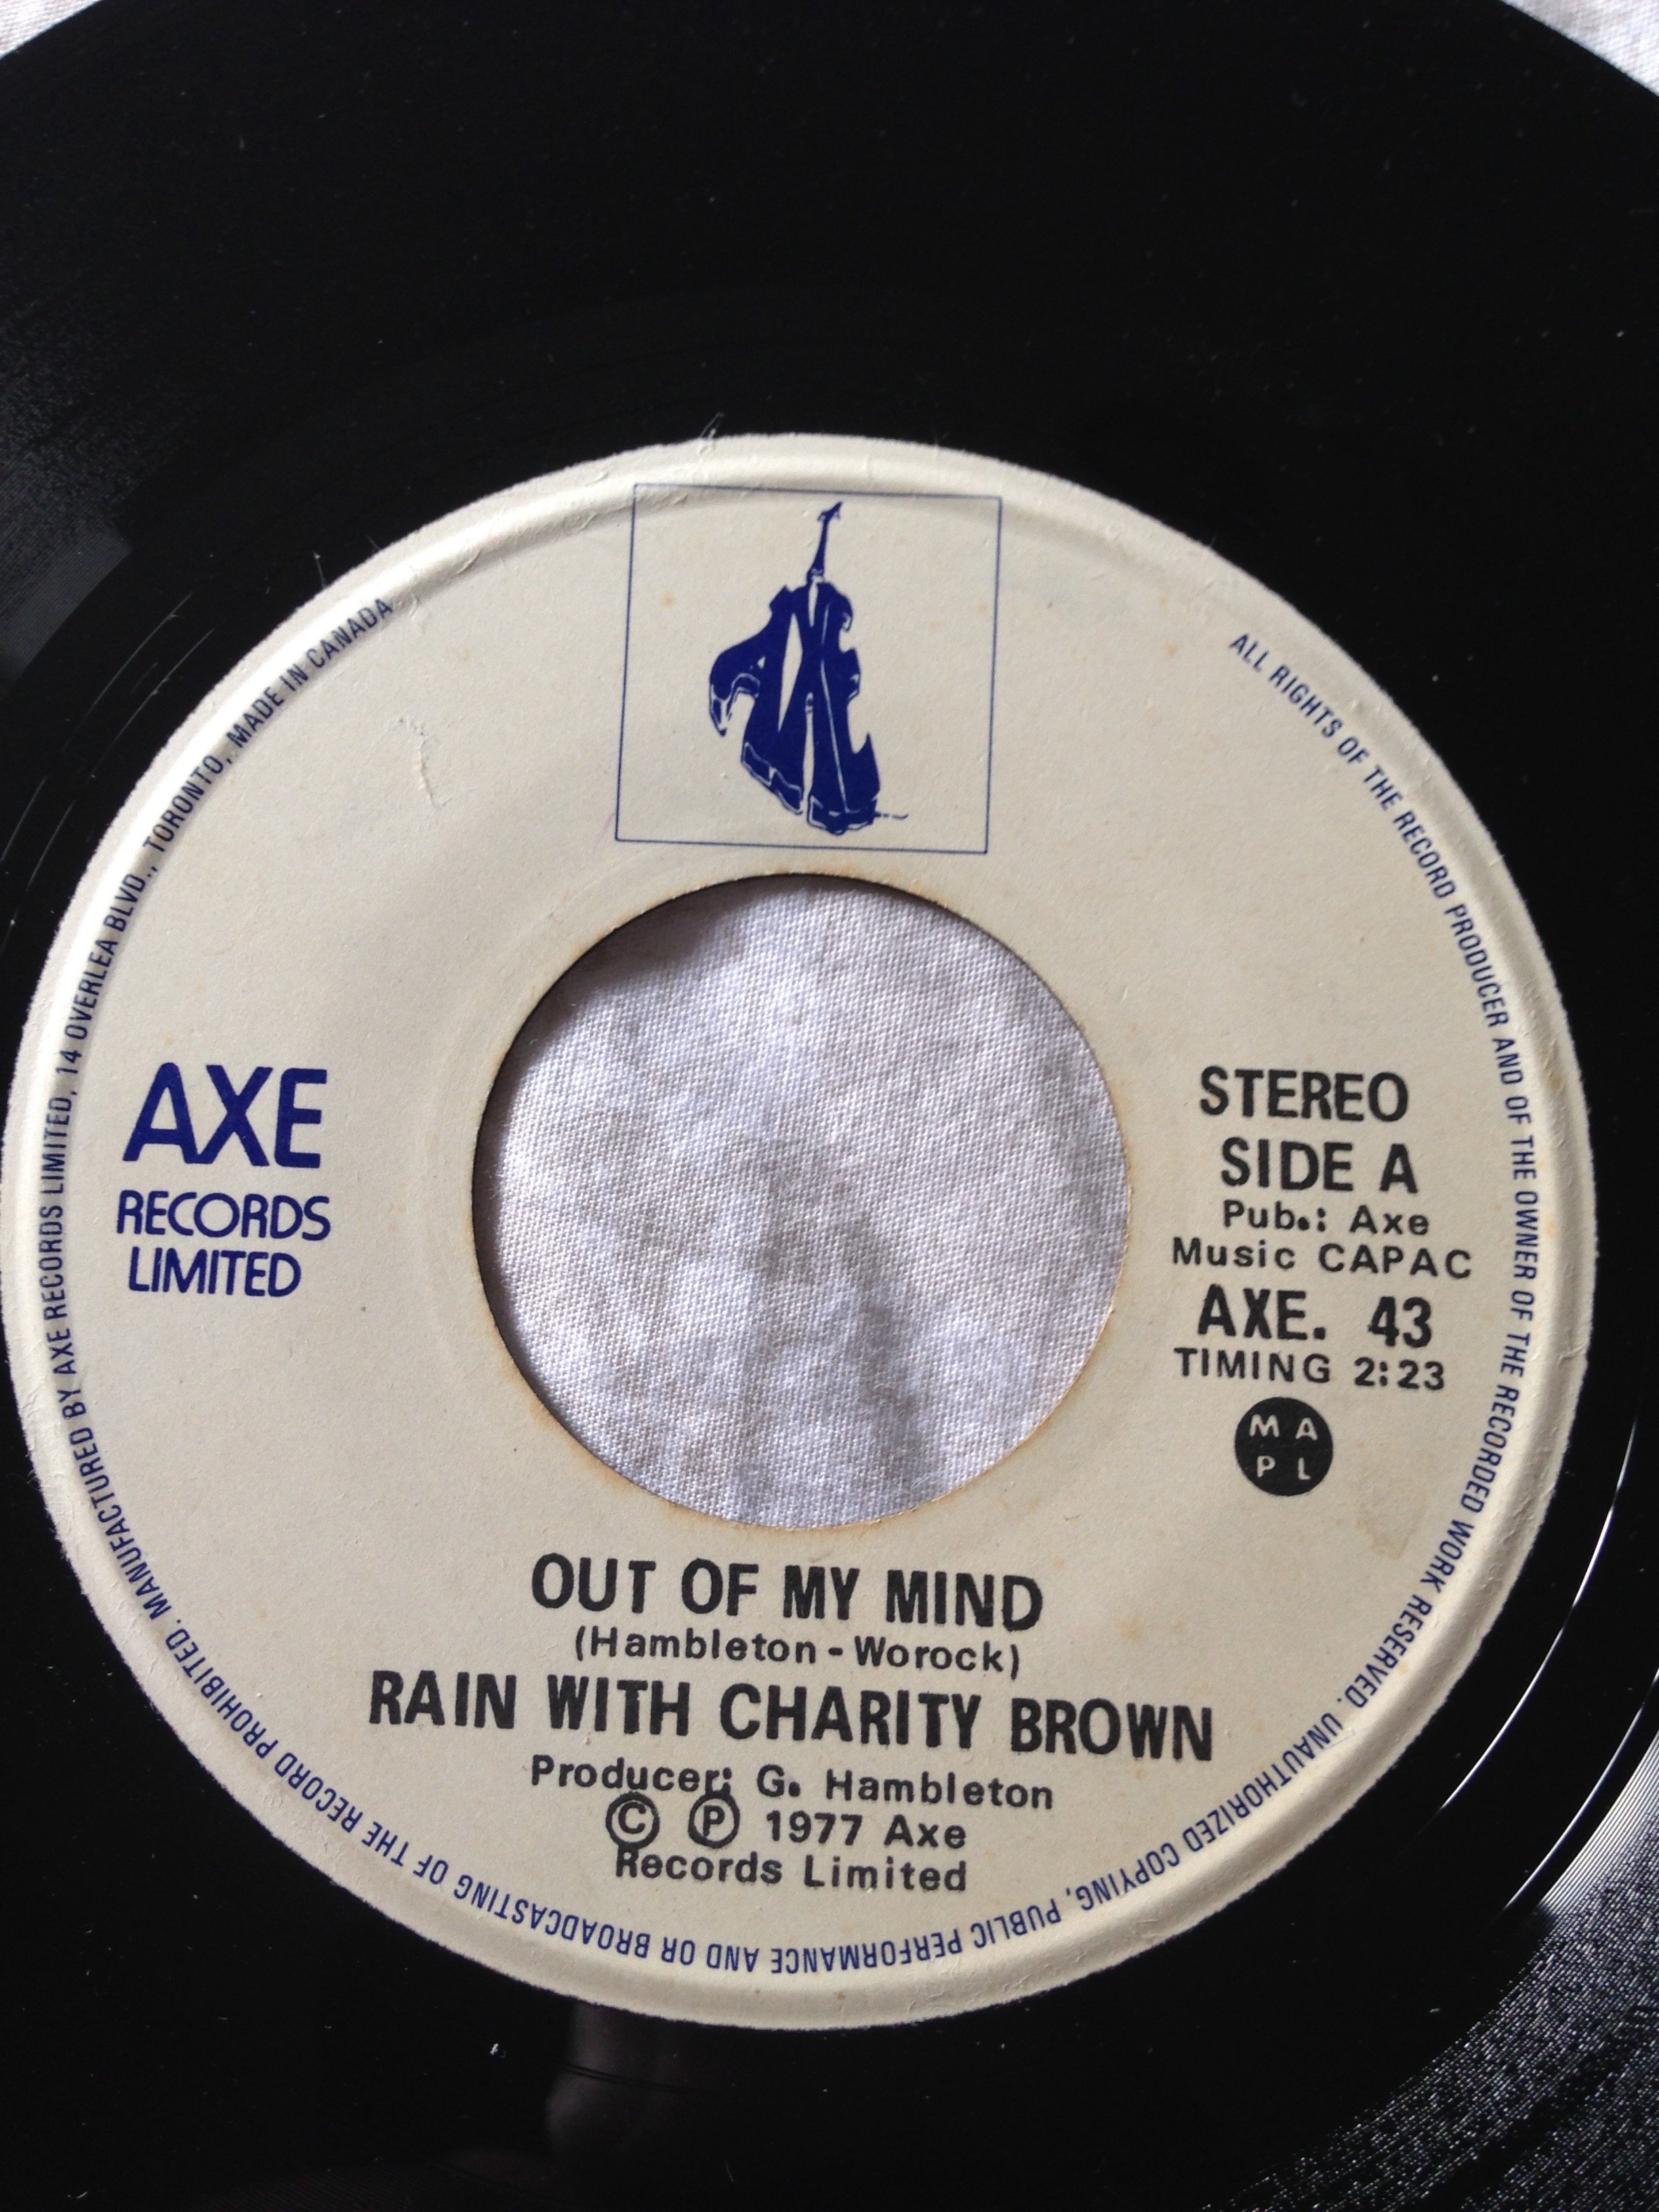 AXE
RECORDS
LIMITED
STEREO
SIDE A
Pub.: Axe
Music CAPAC
AXE. 43
TIMING 2:23
M A
P L
OUT OF MY MIND
(Hambleton-Worock)
RAIN WITH CHARITY BROWN
Producer: G. Hambleton
© ℗ 1977 Axe
Records Limited
ALL RIGHTS OF THE RECORD PRODUCER AND OF THE OWNER OF THE RECORDED WORK RESERVED. UNAUTHORIZED COPYING, PUBLIC PERFORMANCE AND OR BROADCASTING OF THE RECORD PROHIBITED. MANUFACTURED BY AXE RECORDS LIMITED, 14 OVERLEA BLVD., TORONTO, MADE IN CANADA